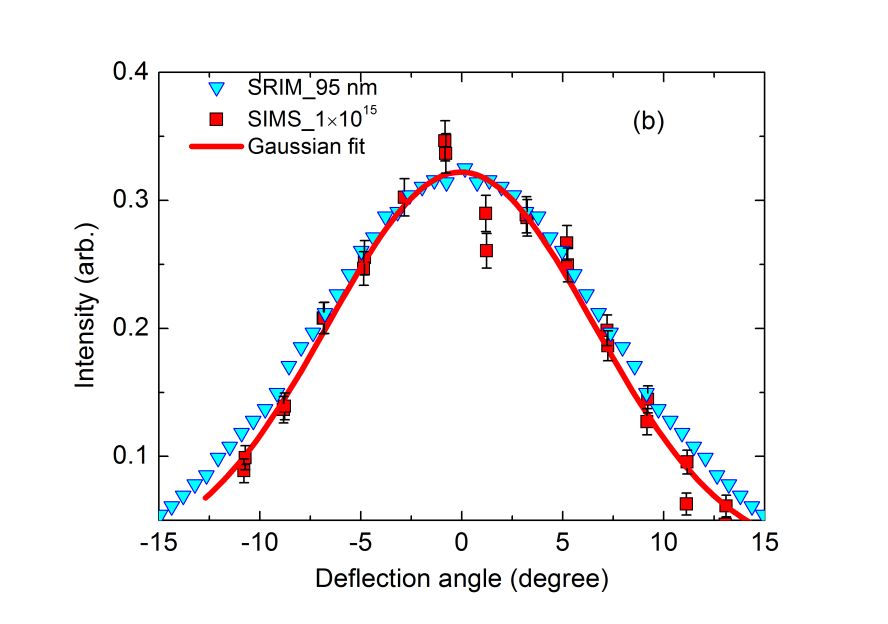 0.4
SRIM_95 nm
SIMS_1×10¹⁵
(b)
Gaussian fit
0.3
Intensity (arb.)
0.2
0.1
-15 -10 -5 0 5 10 15
Deflection angle (degree)